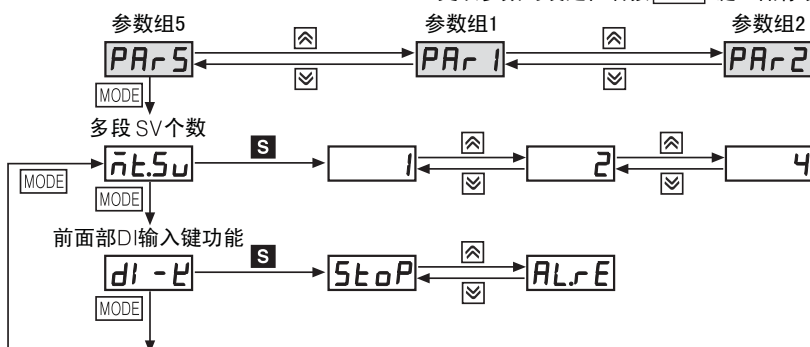 参数组5 参数组1 参数组2
PAr5 PAr1 PAr2
MODE
多段 SV个数
S
MODE n̄t.Su 1 2 4
MODE
前面部DI输入键功能
S
dI-K StoP AL.rE
MODE